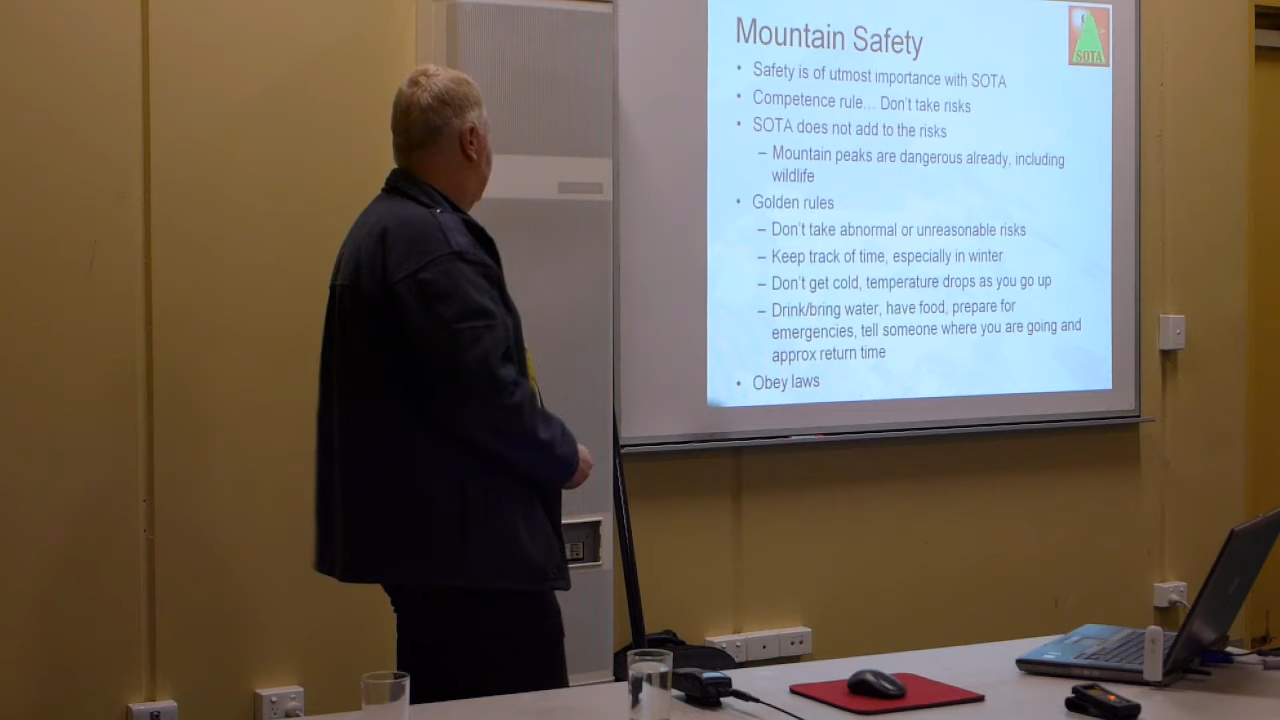 Mountain Safety
SOTA
• Safety is of utmost importance with SOTA
• Competence rule... Don't take risks
• SOTA does not add to the risks
– Mountain peaks are dangerous already, including
wildlife
• Golden rules
– Don't take abnormal or unreasonable risks
– Keep track of time, especially in winter
– Don't get cold, temperature drops as you go up
– Drink/bring water, have food, prepare for
emergencies, tell someone where you are going and
approx return time
• Obey laws